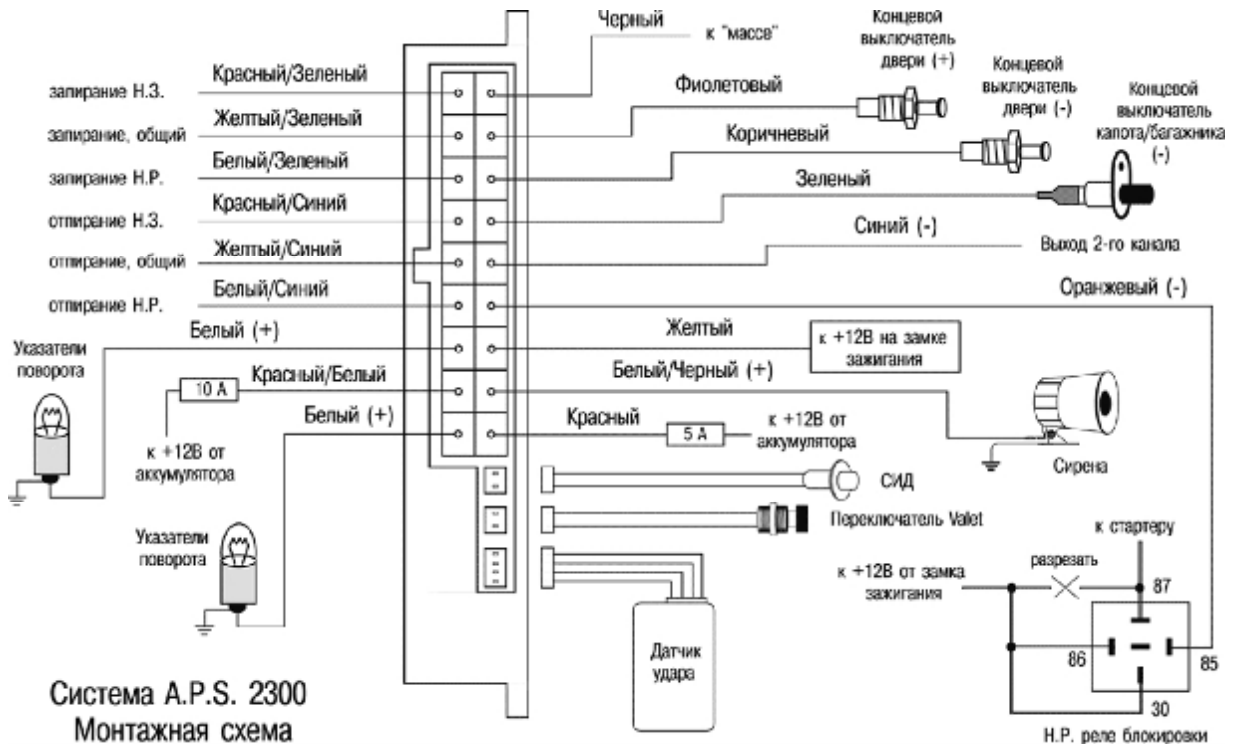 Черный
к "массе"
Концевой
выключатель
двери (+)
Красный/Зеленый
запирание Н.З.
Фиолетовый
Концевой
выключатель
двери (-)
Концевой
выключатель
капота/багажника
(-)
Желтый/Зеленый
запирание, общий
Коричневый
Белый/Зеленый
запирание Н.Р.
Зеленый
Красный/Синий
отпирание Н.З.
Синий (-)
Выход 2-го канала
Желтый/Синий
отпирание, общий
Белый/Синий
отпирание Н.Р.
Оранжевый (-)
Белый (+)
Указатели
поворота
Желтый
к +12В на замке
зажигания
Красный/Белый
10 А
к +12В от
аккумулятора
Белый/Черный (+)
Сирена
Белый (+)
Красный
5 А
к +12В от
аккумулятора
СИД
Переключатель Valet
Указатели
поворота
к стартеру
разрезать
к +12В от замка
зажигания
87
86
85
30
Н.Р. реле блокировки
Датчик
удара
Система A.P.S. 2300
Монтажная схема